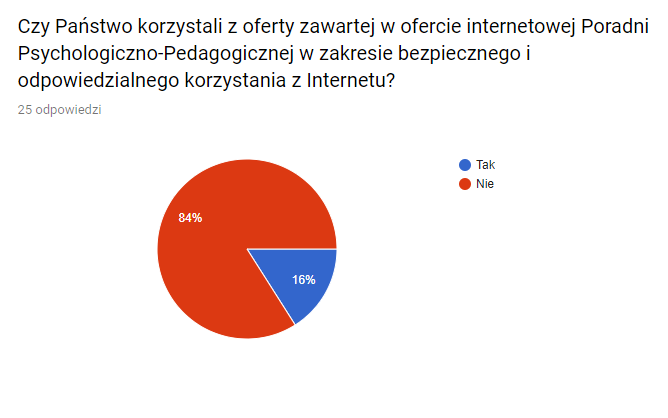 Czy Państwo korzystali z oferty zawartej w ofercie internetowej Poradni
Psychologiczno-Pedagogicznej w zakresie bezpiecznego i
odpowiedzialnego korzystania z Internetu?
25 odpowiedzi
Tak
Nie
84%
16%